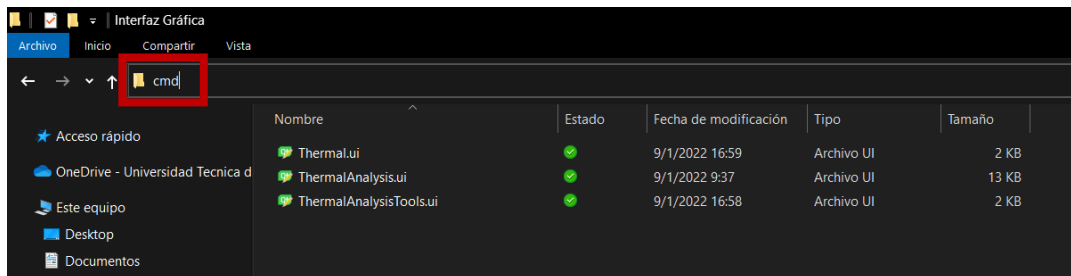 Interfaz Gráfica
Archivo Inicio Compartir Vista
cmd
Nombre Estado Fecha de modificación Tipo Tamaño
Acceso rápido
Thermal.ui 9/1/2022 16:59 Archivo UI 2 KB
OneDrive - Universidad Tecnica d
ThermalAnalysis.ui 9/1/2022 9:37 Archivo UI 13 KB
Este equipo
ThermalAnalysisTools.ui 9/1/2022 16:58 Archivo UI 2 KB
Desktop
Documentos